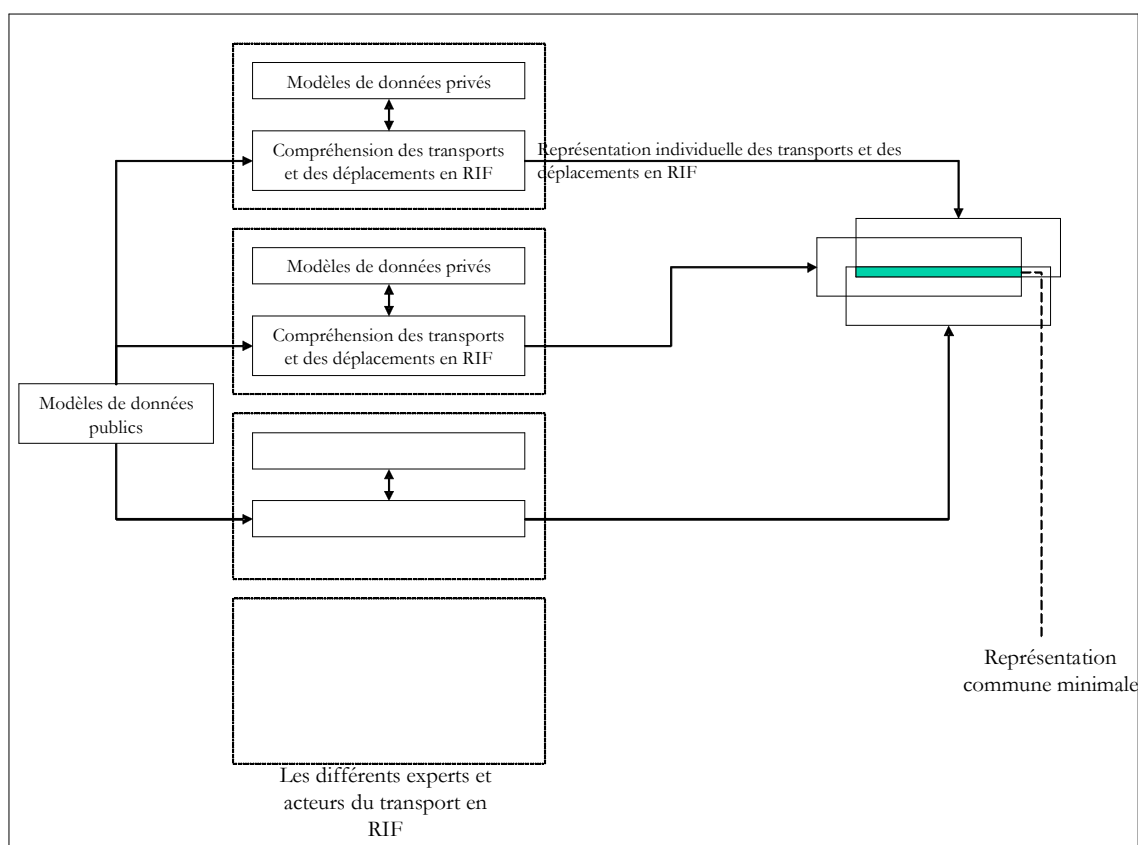 Modèles de données privés
Compréhension des transports
et des déplacements en RIF
Représentation individuelle des transports et des
déplacements en RIF
Modèles de données privés
Compréhension des transports
et des déplacements en RIF
Modèles de données
publics
Représentation
commune minimale
Les différents experts et
acteurs du transport en
RIF